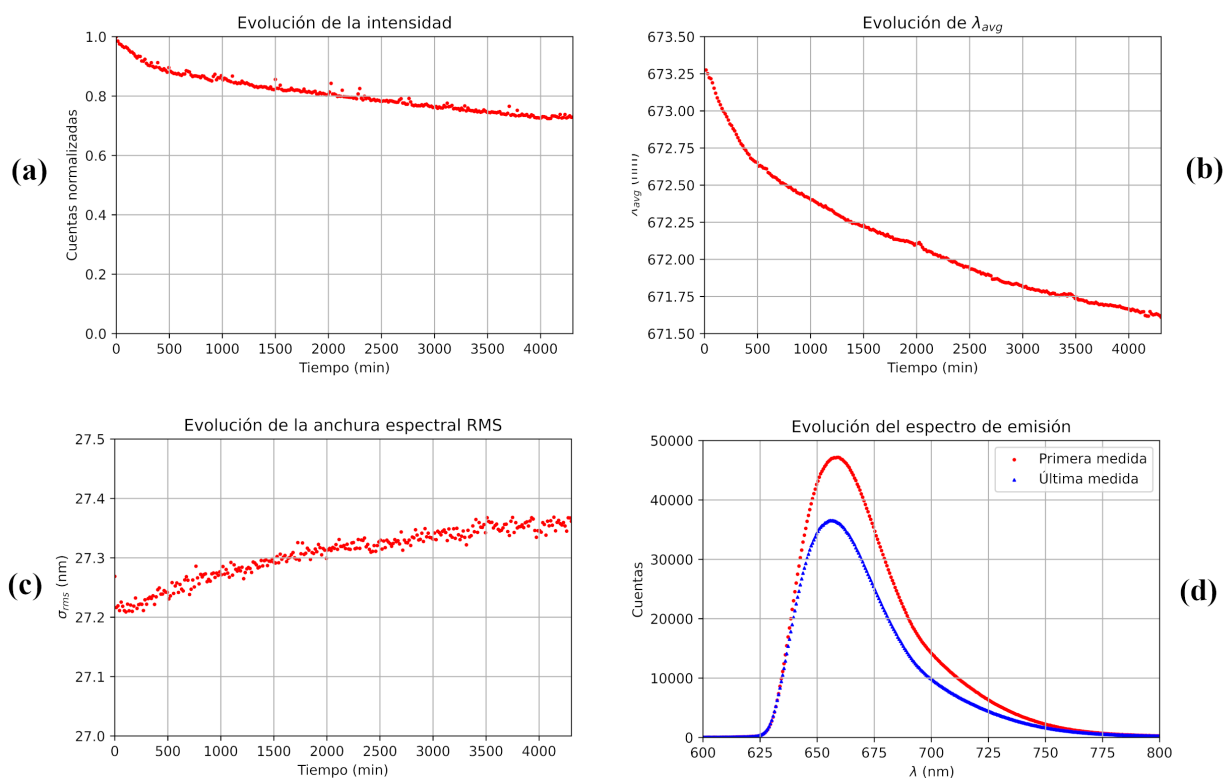 Evolución de la intensidad
(a)
Cuentas normalizadas
1.0
0.8
0.6
0.4
0.2
0.0
0 500 1000 1500 2000 2500 3000 3500 4000
Tiempo (min)
Evolución de λavg
(b)
673.50
673.25
673.00
672.75
672.50
672.25
672.00
671.75
671.50
0 500 1000 1500 2000 2500 3000 3500 4000
Tiempo (min)
Evolución de la anchura espectral RMS
(c)
σrms (nm)
27.5
27.4
27.3
27.2
27.1
27.0
0 500 1000 1500 2000 2500 3000 3500 4000
Tiempo (min)
Evolución del espectro de emisión
(d)
Cuentas
50000
40000
30000
20000
10000
0
Primera medida
Última medida
600 625 650 675 700 725 750 775 800
λ (nm)